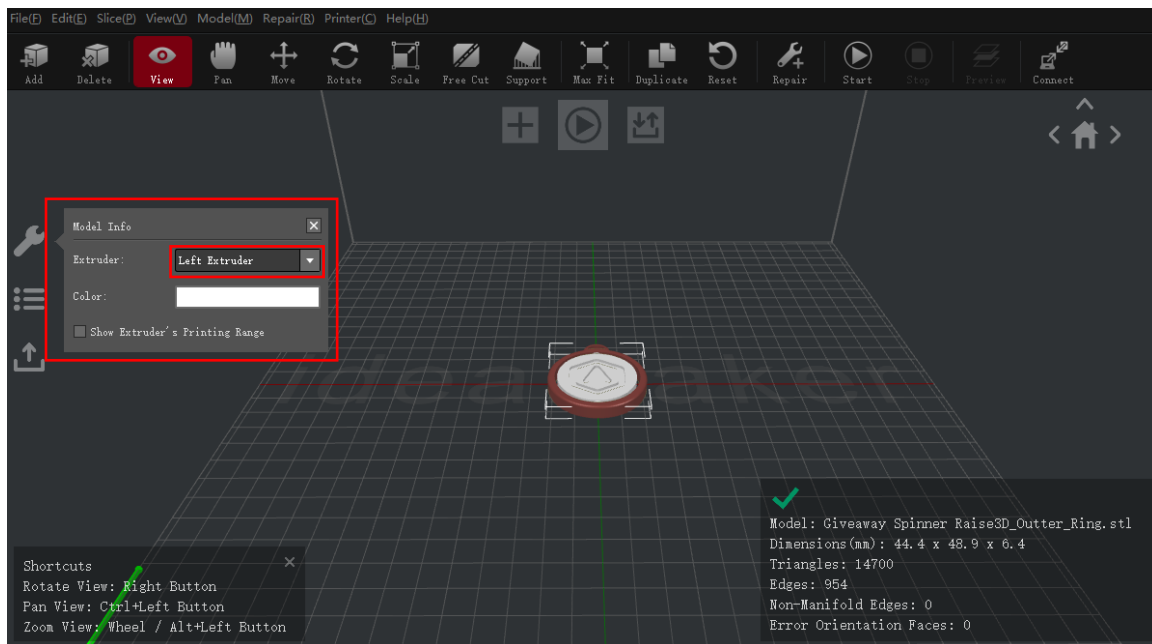 File(F) Edit(E) Slice(P) View(V) Model(M) Repair(R) Printer(C) Help(H)
Add Delete View Pan Move Rotate Scale Free Cut Support Max Fit Duplicate Reset Repair Start Stop Preview Connect
Model Info
Extruder: Left Extruder
Color:
Show Extruder's Printing Range
ideaMaker
Model: Giveaway Spinner Raise3D_Outter_Ring.stl
Dimensions(mm): 44.4 x 48.9 x 6.4
Triangles: 14700
Edges: 954
Non-Manifold Edges: 0
Error Orientation Faces: 0
Shortcuts
Rotate View: Right Button
Pan View: Ctrl+Left Button
Zoom View: Wheel / Alt+Left Button